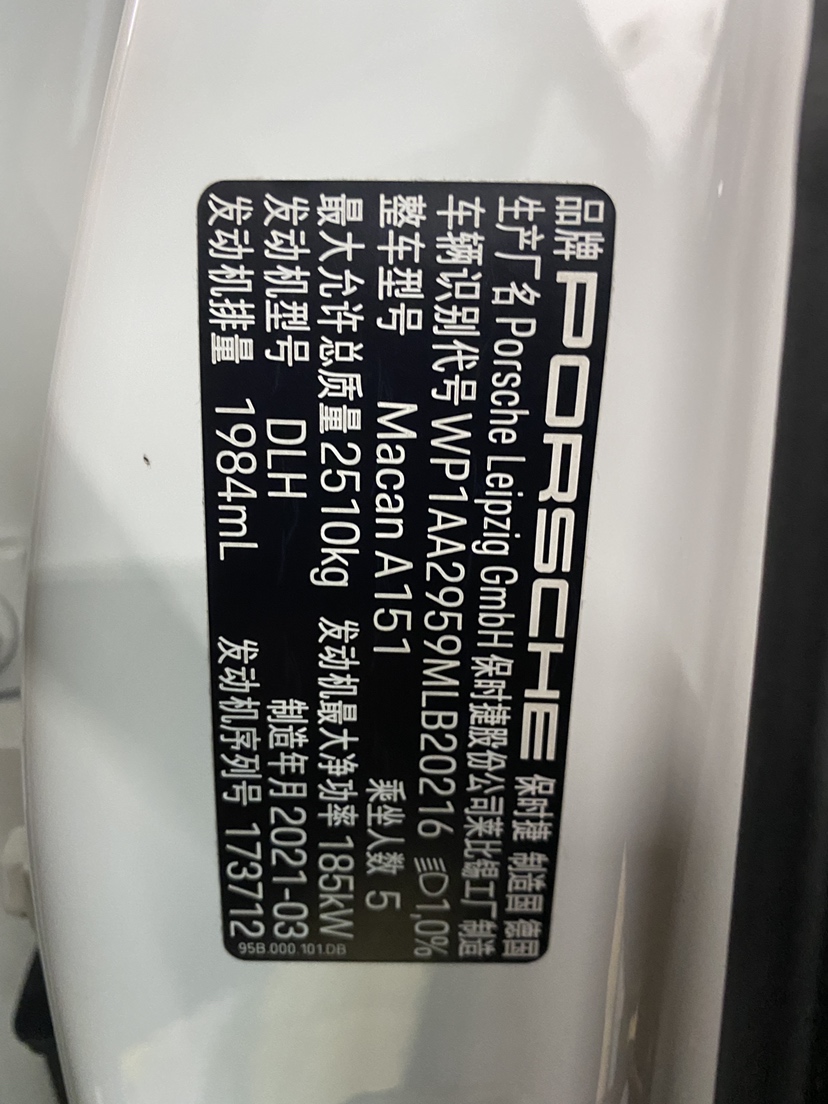 品牌 PORSCHE 保时捷 制造国 德国
生产厂名 Porsche Leipzig GmbH 保时捷股份公司莱比锡工厂 制造
车辆识别代号 WP1AA2959MLB20216 1,0%
整车型号 Macan A151 乘坐人数 5
最大允许总质量 2510kg 发动机最大净功率 185kW
发动机型号 DLH 制造年月 2021-03
发动机排量 1984mL 发动机序列号 173712
95B.000.101.DB